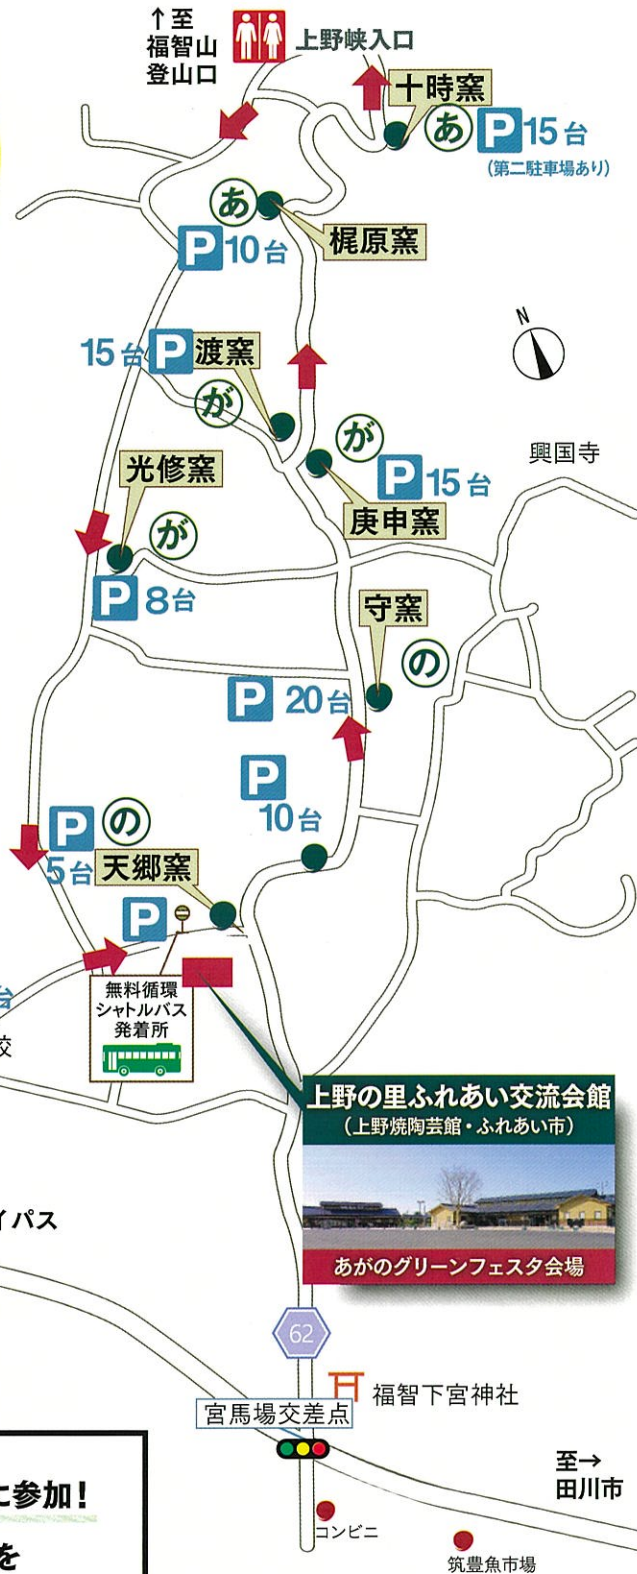 ↑至
福智山
登山口
上野峡入口
十時窯
あ
P 15台
(第二駐車場あり)
あ
梶原窯
P 10台
N
15台 P 渡窯
が
が
興国寺
P 15台
庚申窯
光修窯
が
P 8台
守窯
の
P 20台
P
10台
P の
5台
天郷窯
P
無料循環
シャトルバス
発着所
台
校
上野の里ふれあい交流会館
(上野焼陶芸館・ふれあい市)
あがのグリーンフェスタ会場
イパス
62
福智下宮神社
宮馬場交差点
至→
田川市
に参加!
コンビニ
を
筑豊魚市場